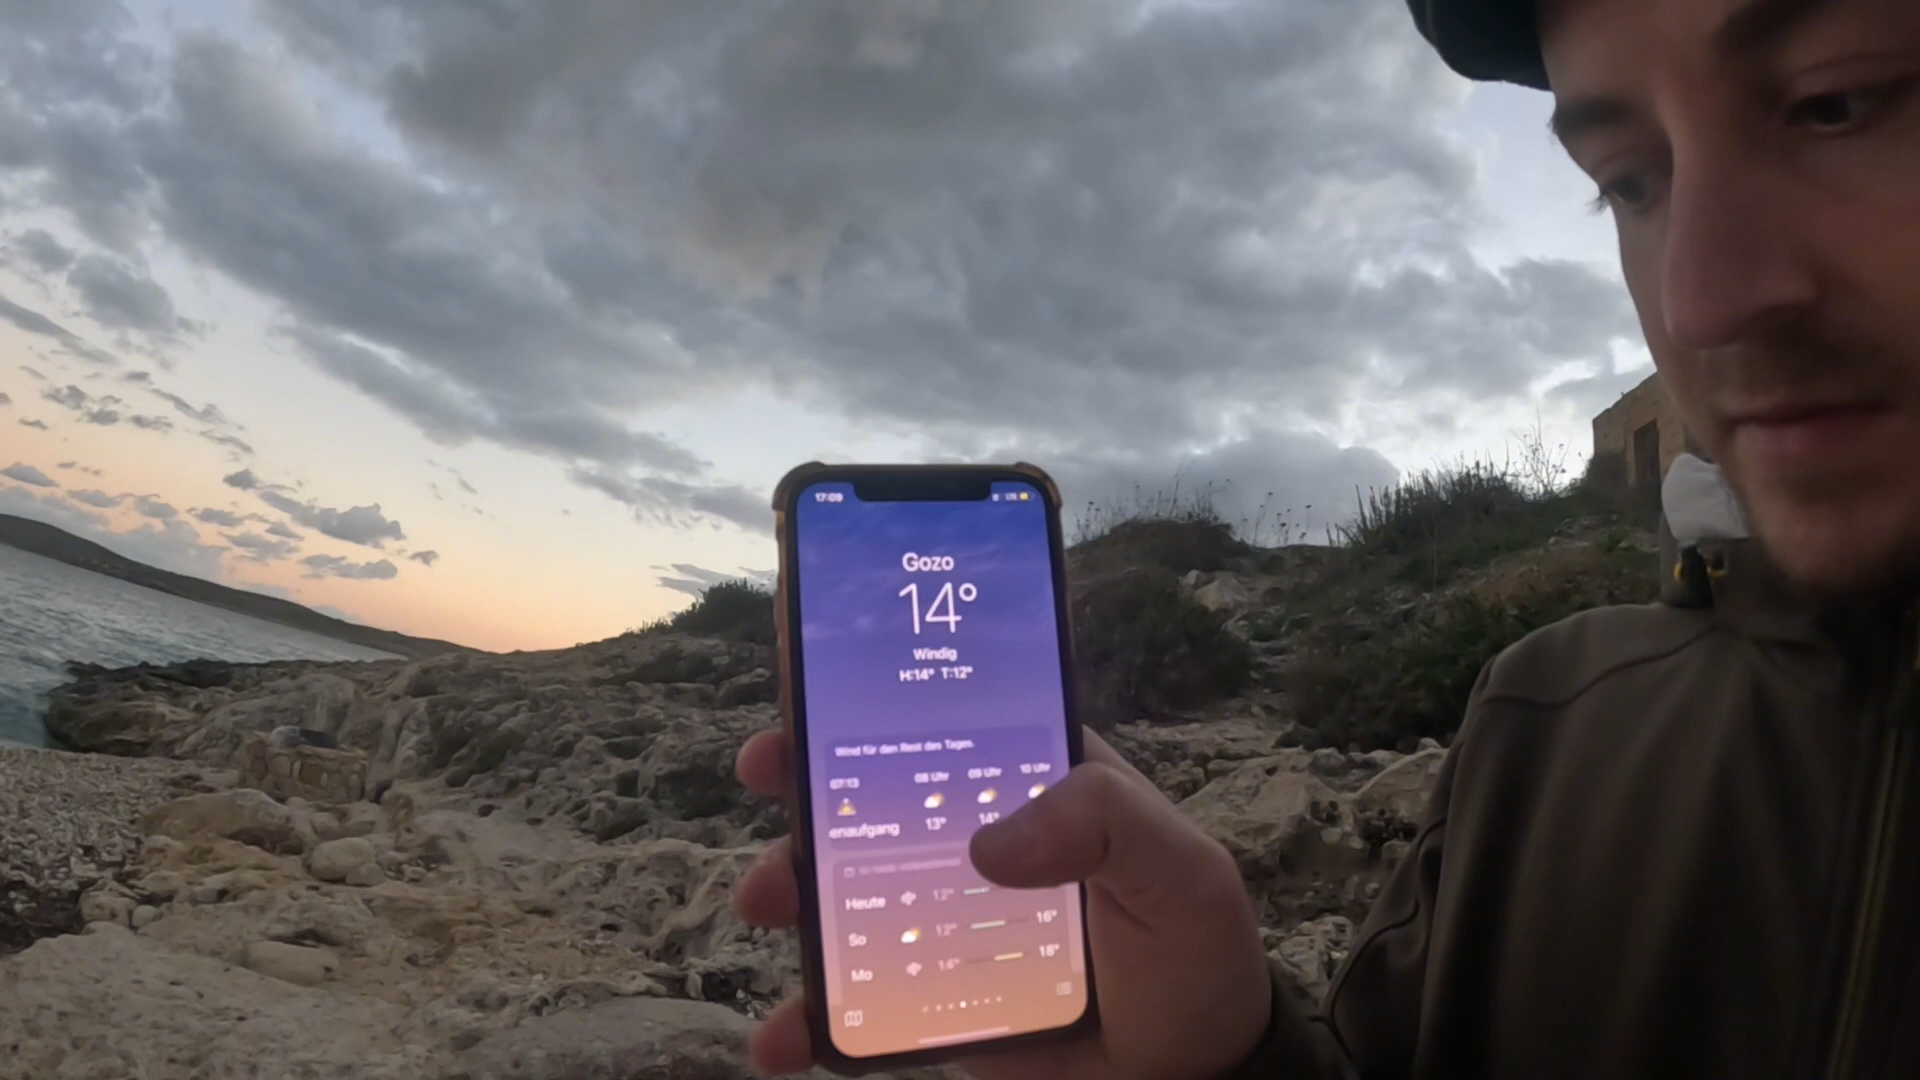 17:09 LTE
Gozo
14°
Windig
H:14° T:12°
Wind für den Rest des Tages.
07:13 08 Uhr 09 Uhr 10 Uhr
enaufgang 13° 14°
Heute 12°
So 12° 16°
Mo 14° 18°